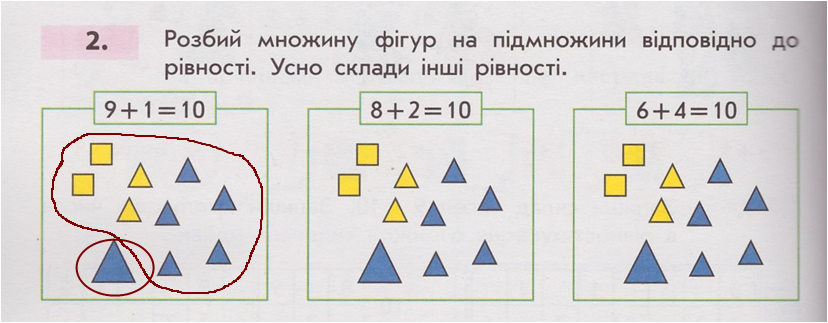 2. Розбий множину фігур на підмножини відповідно до
рівності. Усно склади інші рівності.
9+1=10
8+2=10
6+4=10